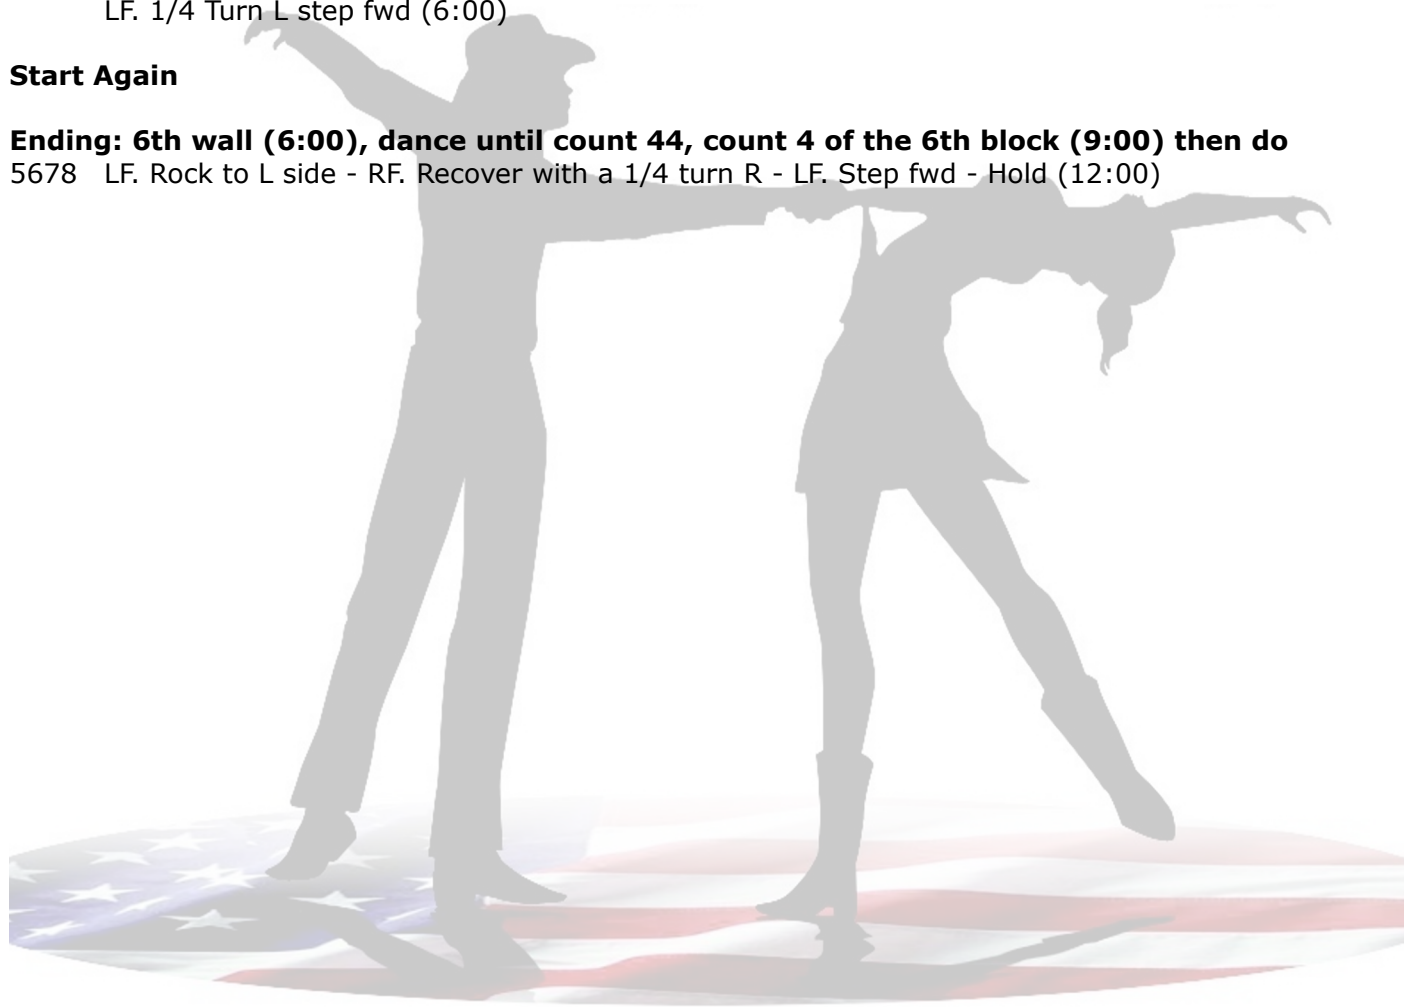 LF. 1/4 Turn L step fwd (6:00)
Start Again
Ending: 6th wall (6:00), dance until count 44, count 4 of the 6th block (9:00) then do
5678 LF. Rock to L side - RF. Recover with a 1/4 turn R - LF. Step fwd - Hold (12:00)